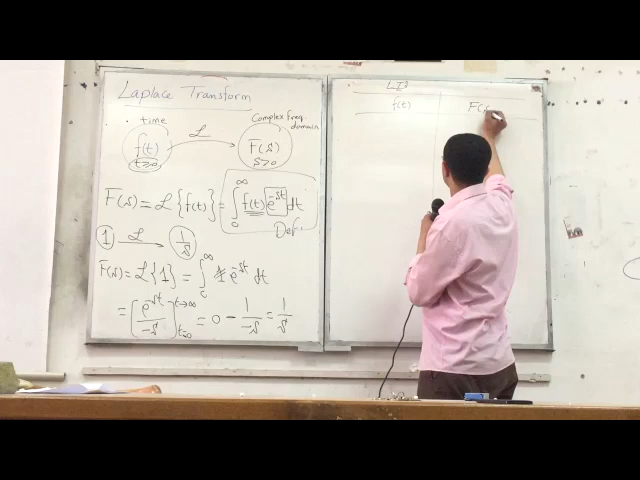 Laplace Transform
• time
Complex freq. domain
f(t) ℒ F(s)
t≥0 s>0
F(s) = ℒ{f(t)} = ∫₀^∞ f(t) e^{-st} dt
Def.
1 ℒ 1/s
F(s) = ℒ{1} = ∫₀^∞ 1 e^{-st} dt
= [e^{-st}/-s]_{t=0}^{t→∞} = 0 - 1/-s = 1/s
f(t) F(s